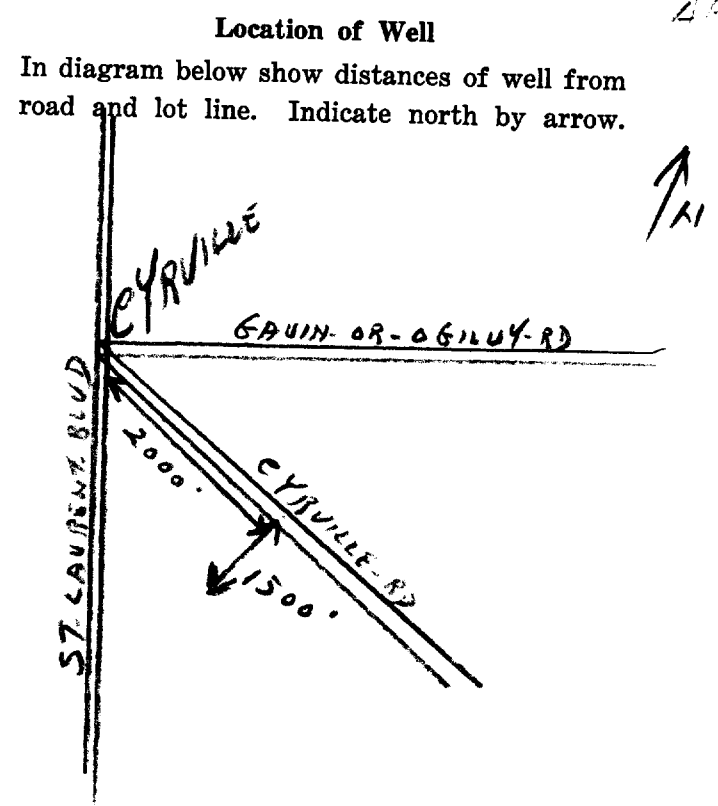 Location of Well
In diagram below show distances of well from
road and lot line. Indicate north by arrow.
N
CYRVILLE
GAVIN-OR-OGILVY-RD
ST. LAURENT BLVD
2000'
CYRVILLE-RD
1500'